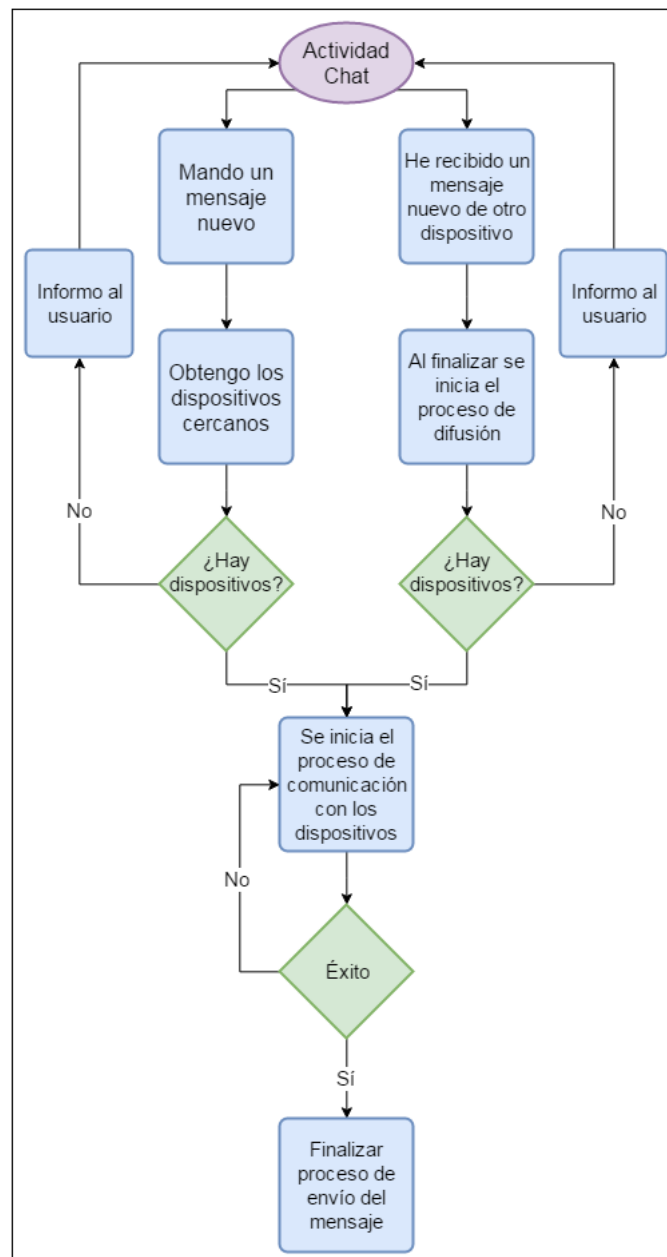 Actividad
Chat
Mando un
mensaje
nuevo
He recibido un
mensaje
nuevo de otro
dispositivo
Informo al
usuario
Informo al
usuario
Obtengo los
dispositivos
cercanos
Al finalizar se
inicia el
proceso de
difusión
No
No
¿Hay
dispositivos?
¿Hay
dispositivos?
Sí
Sí
Se inicia el
proceso de
comunicación
con los
dispositivos
No
Éxito
Sí
Finalizar
proceso de
envío del
mensaje